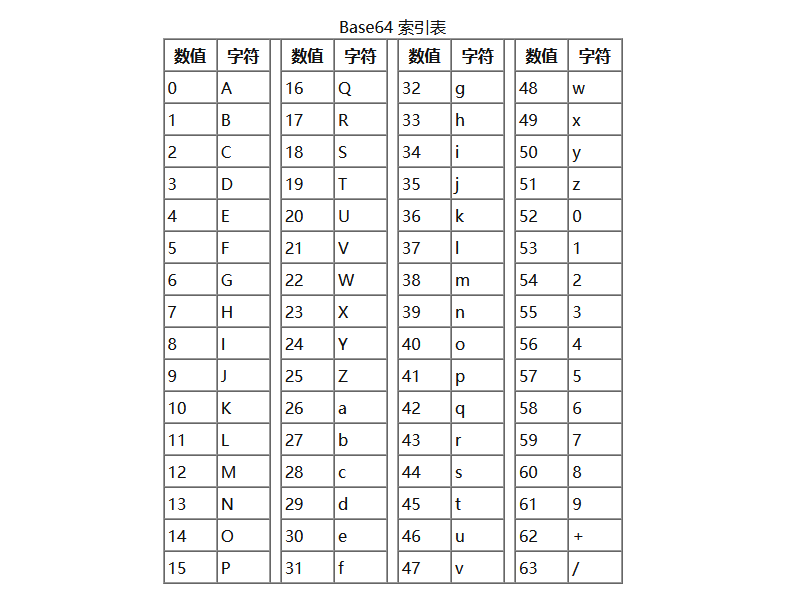 Base64 索引表
数值 字符 数值 字符 数值 字符 数值 字符
0 A 16 Q 32 g 48 w
1 B 17 R 33 h 49 x
2 C 18 S 34 i 50 y
3 D 19 T 35 j 51 z
4 E 20 U 36 k 52 0
5 F 21 V 37 l 53 1
6 G 22 W 38 m 54 2
7 H 23 X 39 n 55 3
8 I 24 Y 40 o 56 4
9 J 25 Z 41 p 57 5
10 K 26 a 42 q 58 6
11 L 27 b 43 r 59 7
12 M 28 c 44 s 60 8
13 N 29 d 45 t 61 9
14 O 30 e 46 u 62 +
15 P 31 f 47 v 63 /